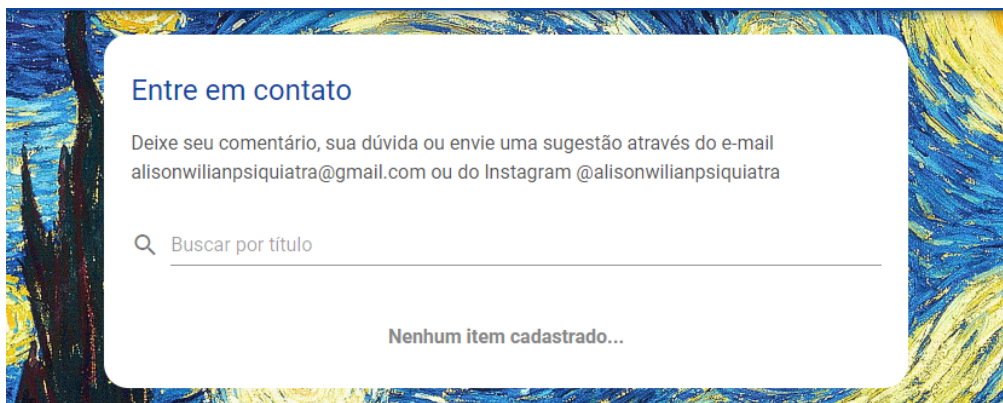 Entre em contato
Deixe seu comentário, sua dúvida ou envie uma sugestão através do e-mail
alisonwilianpsiquiatra@gmail.com ou do Instagram @alisonwilianpsiquiatra
Buscar por título
Nenhum item cadastrado...